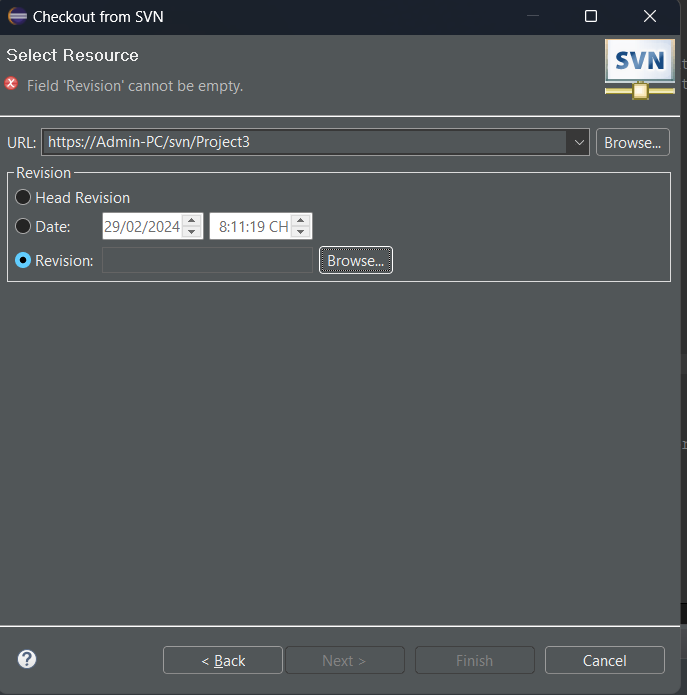 Checkout from SVN
Select Resource
SVN
Field 'Revision' cannot be empty.
URL: https://Admin-PC/svn/Project3 Browse...
Revision
Head Revision
Date: 29/02/2024 8:11:19 CH
Revision: Browse...
? < Back Next > Finish Cancel